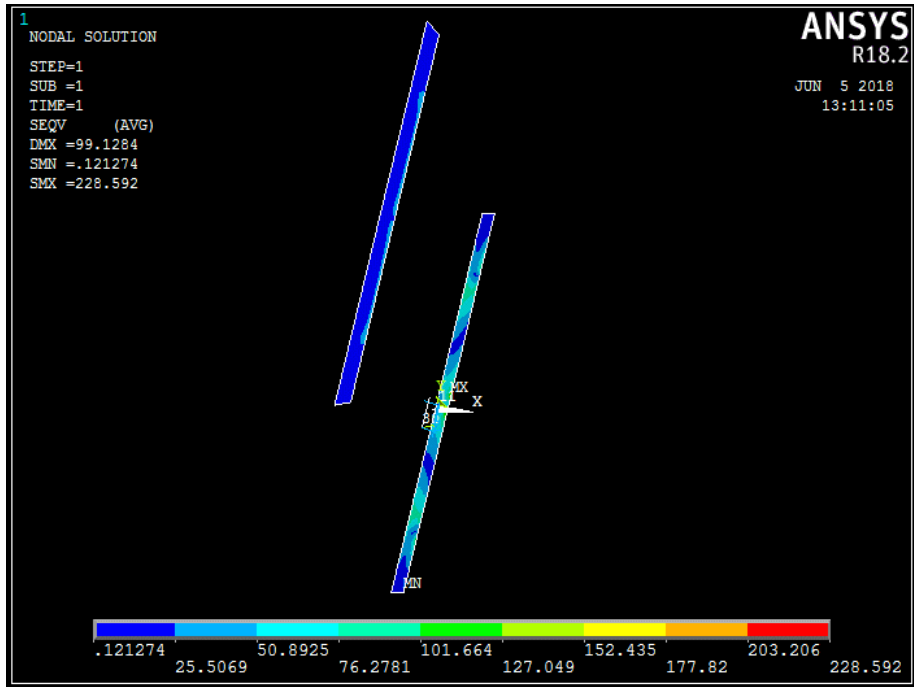 1
NODAL SOLUTION
STEP=1
SUB =1
TIME=1
SEQV (AVG)
DMX =99.1284
SMN =.121274
SMX =228.592
ANSYS
R18.2
JUN 5 2018
13:11:05
Y MX
X
MN
.121274 50.8925 101.664 152.435 203.206
25.5069 76.2781 127.049 177.82 228.592